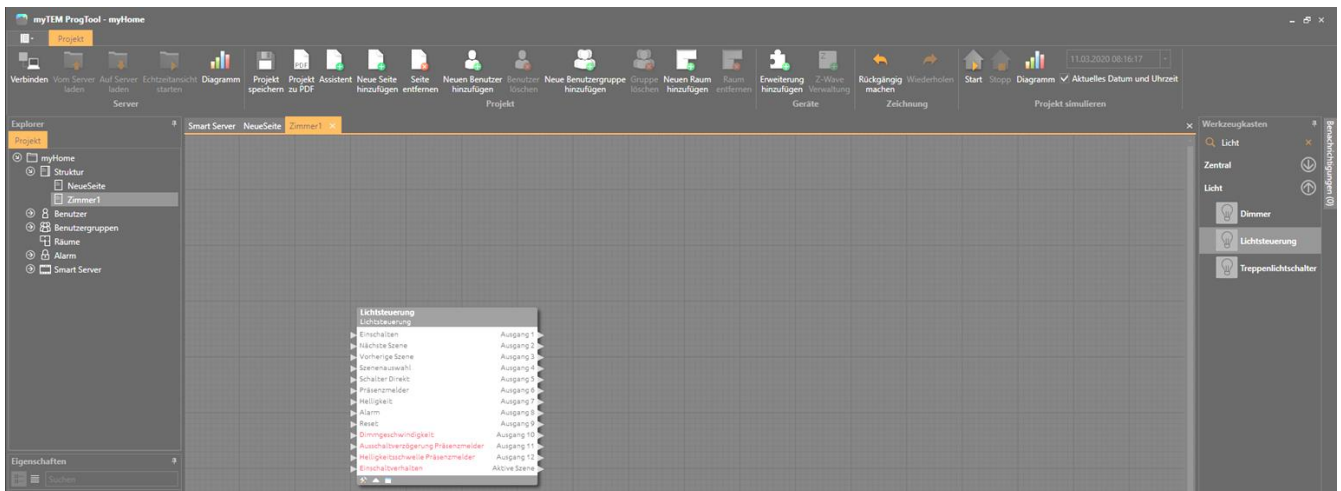 myTEM ProgTool - myHome
Projekt
Verbinden Vom Server laden Auf Server laden Echtzeitansicht starten Diagramm
Server
Projekt speichern Projekt zu PDF Assistent Neue Seite hinzufügen Seite entfernen Neuen Benutzer hinzufügen Benutzer löschen Neue Benutzergruppe hinzufügen Gruppe löschen Neuen Raum hinzufügen Raum entfernen
Projekt
Erweiterung hinzufügen Z-Wave Verwaltung
Geräte
Rückgängig machen Wiederholen
Zeichnung
Start Stopp Diagramm 11.03.2020 08:16:17
Aktuelles Datum und Uhrzeit
Projekt simulieren
Explorer
Projekt
myHome
Struktur
NeueSeite
Zimmer1
Benutzer
Benutzergruppen
Räume
Alarm
Smart Server
Eigenschaften
Suchen
Smart Server NeueSeite Zimmer1
Lichtsteuerung
Lichtsteuerung
Einschalten Ausgang 1
Nächste Szene Ausgang 2
Vorherige Szene Ausgang 3
Szenenauswahl Ausgang 4
Schalter Direkt Ausgang 5
Präsenzmelder Ausgang 6
Helligkeit Ausgang 7
Alarm Ausgang 8
Reset Ausgang 9
Dimmgeschwindigkeit Ausgang 10
Ausschaltverzögerung Präsenzmelder Ausgang 11
Helligkeitsschwelle Präsenzmelder Ausgang 12
Einschaltverhalten Aktive Szene
Werkzeugkasten
Licht
Zentral
Licht
Dimmer
Lichtsteuerung
Treppenlichtschalter
Benachrichtigungen (0)